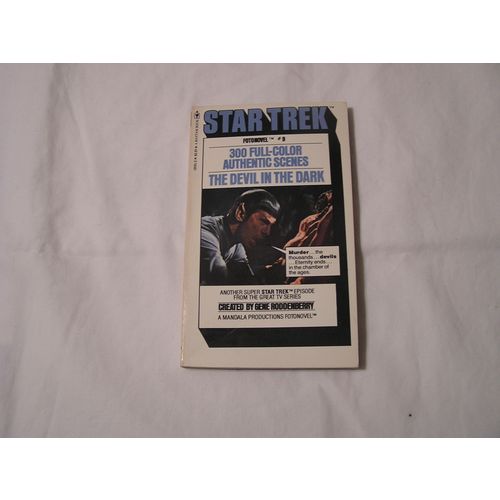 STAR TREK™
FOTONOVEL™ #9
300 FULL-COLOR
AUTHENTIC SCENES
THE DEVIL IN THE DARK
Murder... the
thousands... devils
...Eternity ends...
in the chamber of
the ages.
ANOTHER SUPER STAR TREK™ EPISODE
FROM THE GREAT TV SERIES
CREATED BY GENE RODDENBERRY
A MANDALA PRODUCTIONS FOTONOVEL™